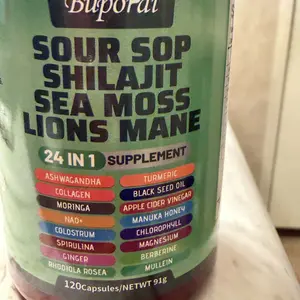 Buporai
SOUR SOP
SHILAJIT
SEA MOSS
LIONS MANE
24 IN 1 SUPPLEMENT
ASHWAGANDHA TURMERIC
COLLAGEN BLACK SEED OIL
MORINGA APPLE CIDER VINEGAR
NAD+ MANUKA HONEY
COLOSTRUM CHLOROPHYLL
SPIRULINA MAGNESIUM
GINGER BERBERINE
RHODIOLA ROSEA MULLEIN
120Capsules/NETWT 91g